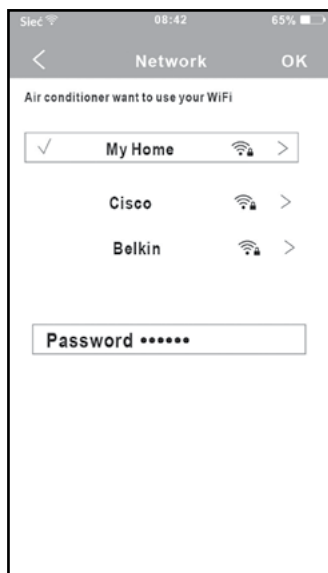 Sieć 08:42 65%
Network OK
Air conditioner want to use your WiFi
My Home
Cisco
Belkin
Password ••••••